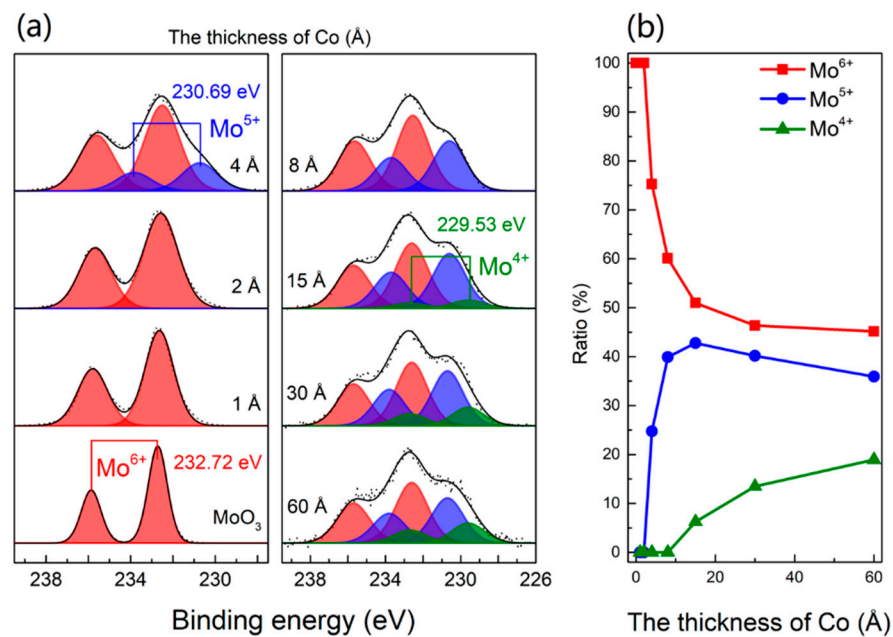 (a)
The thickness of Co (Å)
230.69 eV
Mo5+
4 Å
2 Å
1 Å
Mo6+
232.72 eV
MoO3
238 234 230
8 Å
229.53 eV
15 Å
Mo4+
30 Å
60 Å
238 234 230 226
Binding energy (eV)
(b)
Mo6+
Mo5+
Mo4+
100
90
80
70
60
50
40
30
20
10
0
Ratio (%)
0 20 40 60
The thickness of Co (Å)